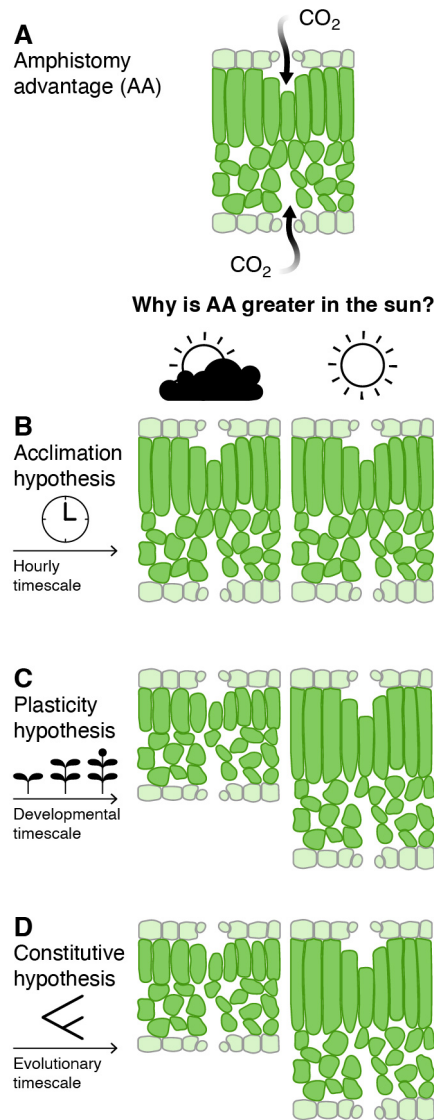 A
Amphistomy
advantage (AA)
CO₂
CO₂
Why is AA greater in the sun?
B
Acclimation
hypothesis
Hourly
timescale
C
Plasticity
hypothesis
Developmental
timescale
D
Constitutive
hypothesis
Evolutionary
timescale